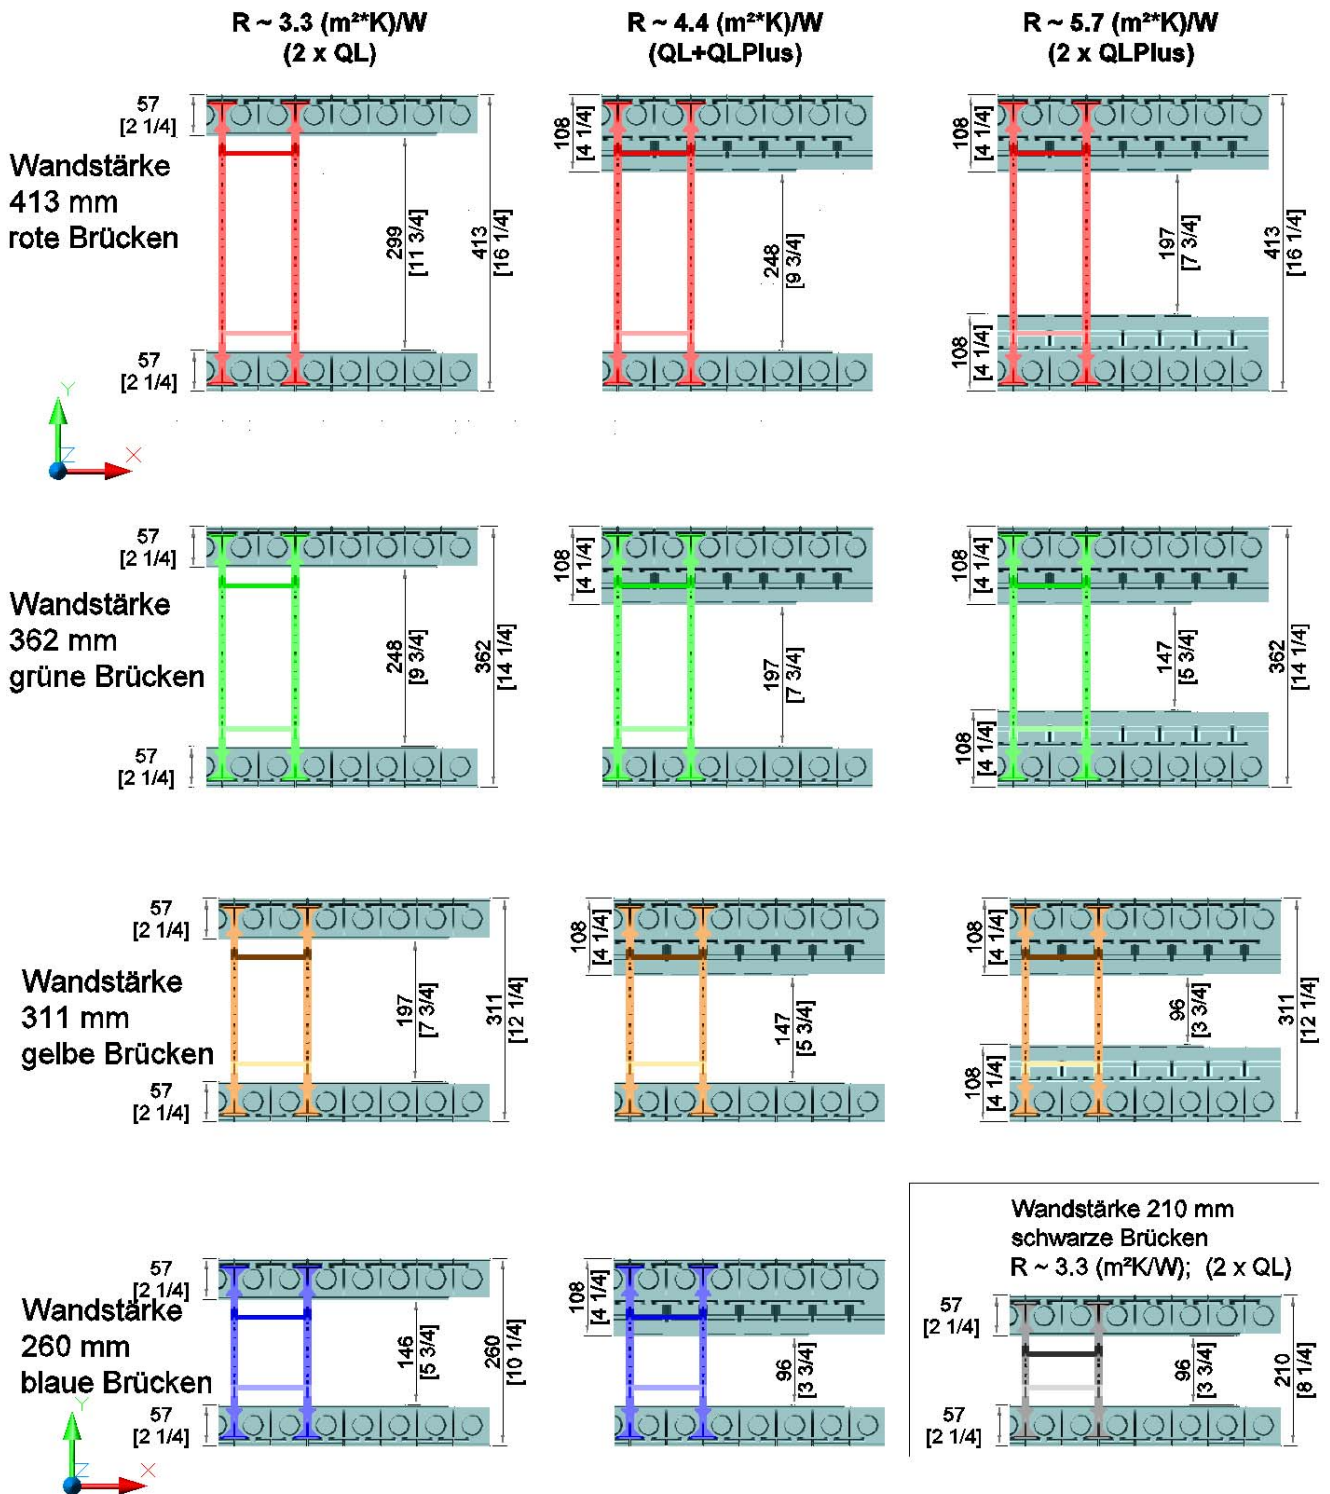 R ~ 3.3 (m²*K)/W
(2 x QL)
R ~ 4.4 (m²*K)/W
(QL+QLPlus)
R ~ 5.7 (m²*K)/W
(2 x QLPlus)
Wandstärke
413 mm
rote Brücken
57
[2 1/4]
299
[11 3/4]
413
[16 1/4]
57
[2 1/4]
108
[4 1/4]
248
[9 3/4]
108
[4 1/4]
197
[7 3/4]
413
[16 1/4]
108
[4 1/4]
Y
Z
X
Wandstärke
362 mm
grüne Brücken
57
[2 1/4]
248
[9 3/4]
362
[14 1/4]
57
[2 1/4]
108
[4 1/4]
197
[7 3/4]
108
[4 1/4]
147
[5 3/4]
362
[14 1/4]
108
[4 1/4]
Wandstärke
311 mm
gelbe Brücken
57
[2 1/4]
197
[7 3/4]
311
[12 1/4]
57
[2 1/4]
108
[4 1/4]
147
[5 3/4]
108
[4 1/4]
96
[3 3/4]
311
[12 1/4]
108
[4 1/4]
Wandstärke
260 mm
blaue Brücken
57
[2 1/4]
146
[5 3/4]
260
[10 1/4]
57
[2 1/4]
108
[4 1/4]
96
[3 3/4]
Wandstärke 210 mm
schwarze Brücken
R ~ 3.3 (m²K/W); (2 x QL)
57
[2 1/4]
96
[3 3/4]
210
[8 1/4]
57
[2 1/4]
Y
Z
X